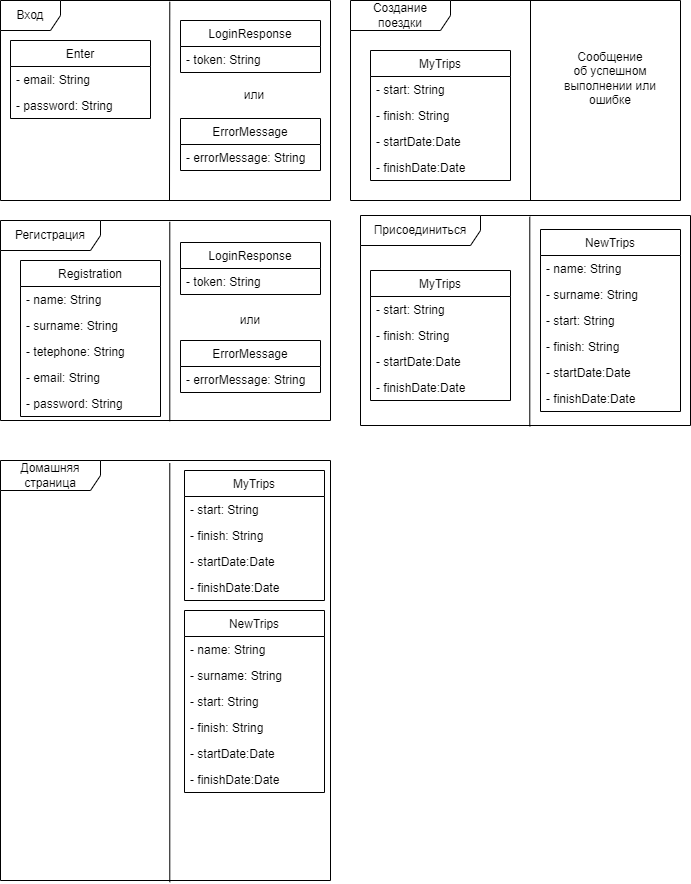 Вход
Enter
- email: String
- password: String
LoginResponse
- token: String
или
ErrorMessage
- errorMessage: String
Создание
поездки
MyTrips
- start: String
- finish: String
- startDate:Date
- finishDate:Date
Сообщение
об успешном
выполнении или
ошибке
Регистрация
Registration
- name: String
- surname: String
- tetephone: String
- email: String
- password: String
LoginResponse
- token: String
или
ErrorMessage
- errorMessage: String
Присоединиться
MyTrips
- start: String
- finish: String
- startDate:Date
- finishDate:Date
NewTrips
- name: String
- surname: String
- start: String
- finish: String
- startDate:Date
- finishDate:Date
Домашняя
страница
MyTrips
- start: String
- finish: String
- startDate:Date
- finishDate:Date
NewTrips
- name: String
- surname: String
- start: String
- finish: String
- startDate:Date
- finishDate:Date